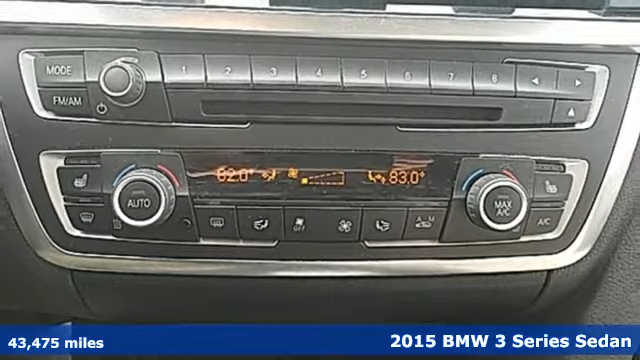 MODE
1 2 3 4 5 6 7 8
FM/AM
82.0°
83.0°
AUTO
MAX
A/C
OFF
A M
A/C
43,475 miles
2015 BMW 3 Series Sedan